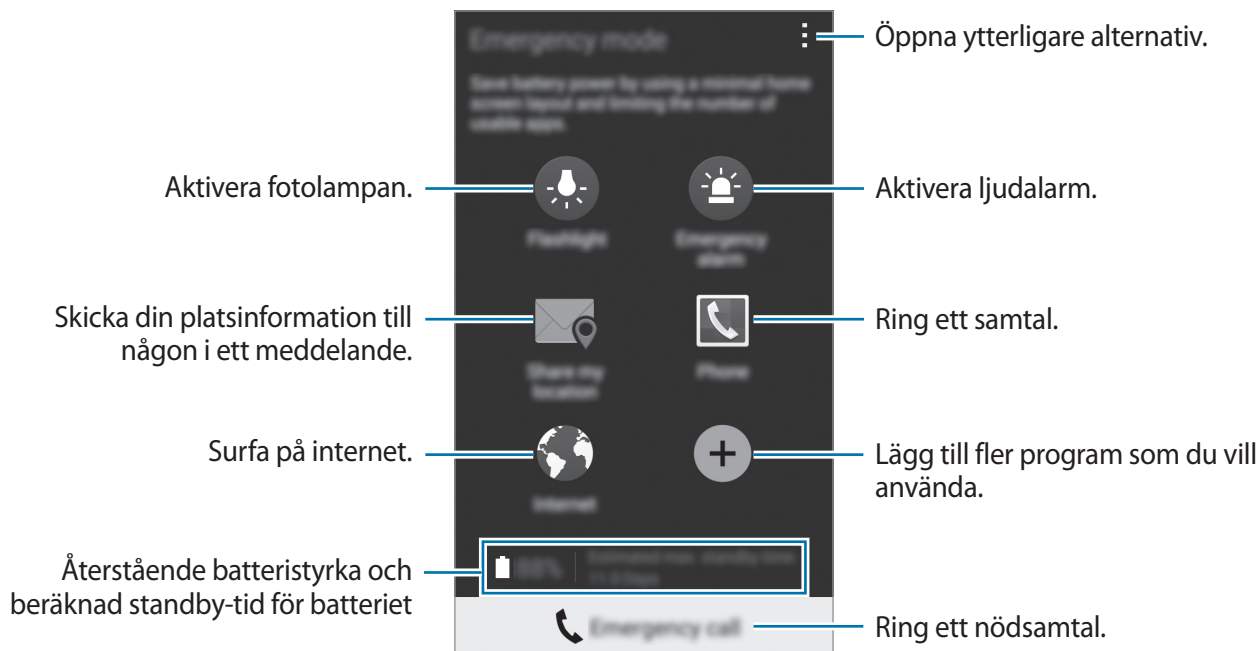 Emergency mode
Öppna ytterligare alternativ.
Save battery power by using a minimal home
screen layout and limiting the number of
usable apps.
Aktivera fotolampan.
Flashlight
Aktivera ljudalarm.
Emergency
alarm
Skicka din platsinformation till
någon i ett meddelande.
Share my
location
Ring ett samtal.
Phone
Surfa på internet.
Internet
Lägg till fler program som du vill
använda.
Återstående batteristyrka och
beräknad standby-tid för batteriet
Estimated max. standby time
Emergency call
Ring ett nödsamtal.